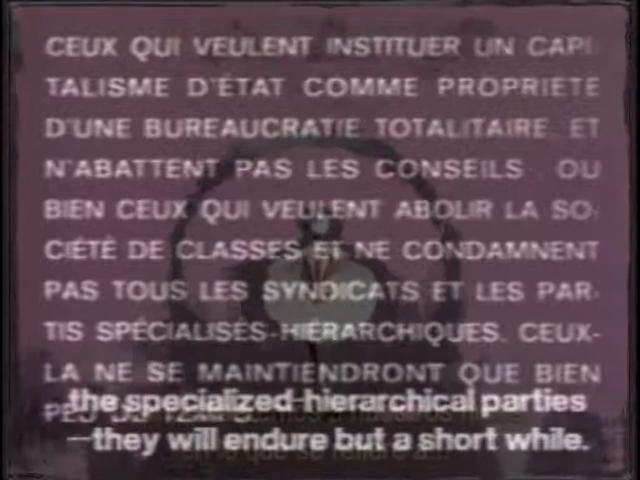 CEUX QUI VEULENT INSTITUER UN CAPI-
TALISME D'ÉTAT COMME PROPRIÉTÉ
D'UNE BUREAUCRATIE TOTALITAIRE, ET
N'ABATTENT PAS LES CONSEILS, OU
BIEN CEUX QUI VEULENT ABOLIR LA SO-
CIÉTÉ DE CLASSES ET NE CONDAMNENT
PAS TOUS LES SYNDICATS ET LES PAR-
TIS SPÉCIALISÉS-HIÉRARCHIQUES. CEUX-
LÀ NE SE MAINTIENDRONT QUE BIEN
PEU
the specialized hierarchical parties
—they will endure but a short while.